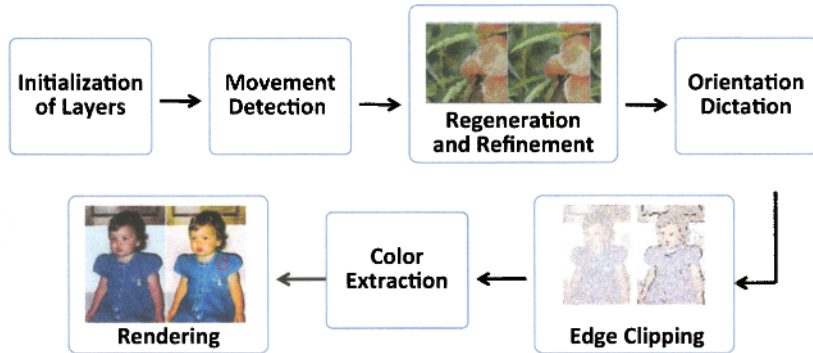 Initialization
of Layers
Movement
Detection
Regeneration
and Refinement
Orientation
Dictation
Rendering
Color
Extraction
Edge Clipping